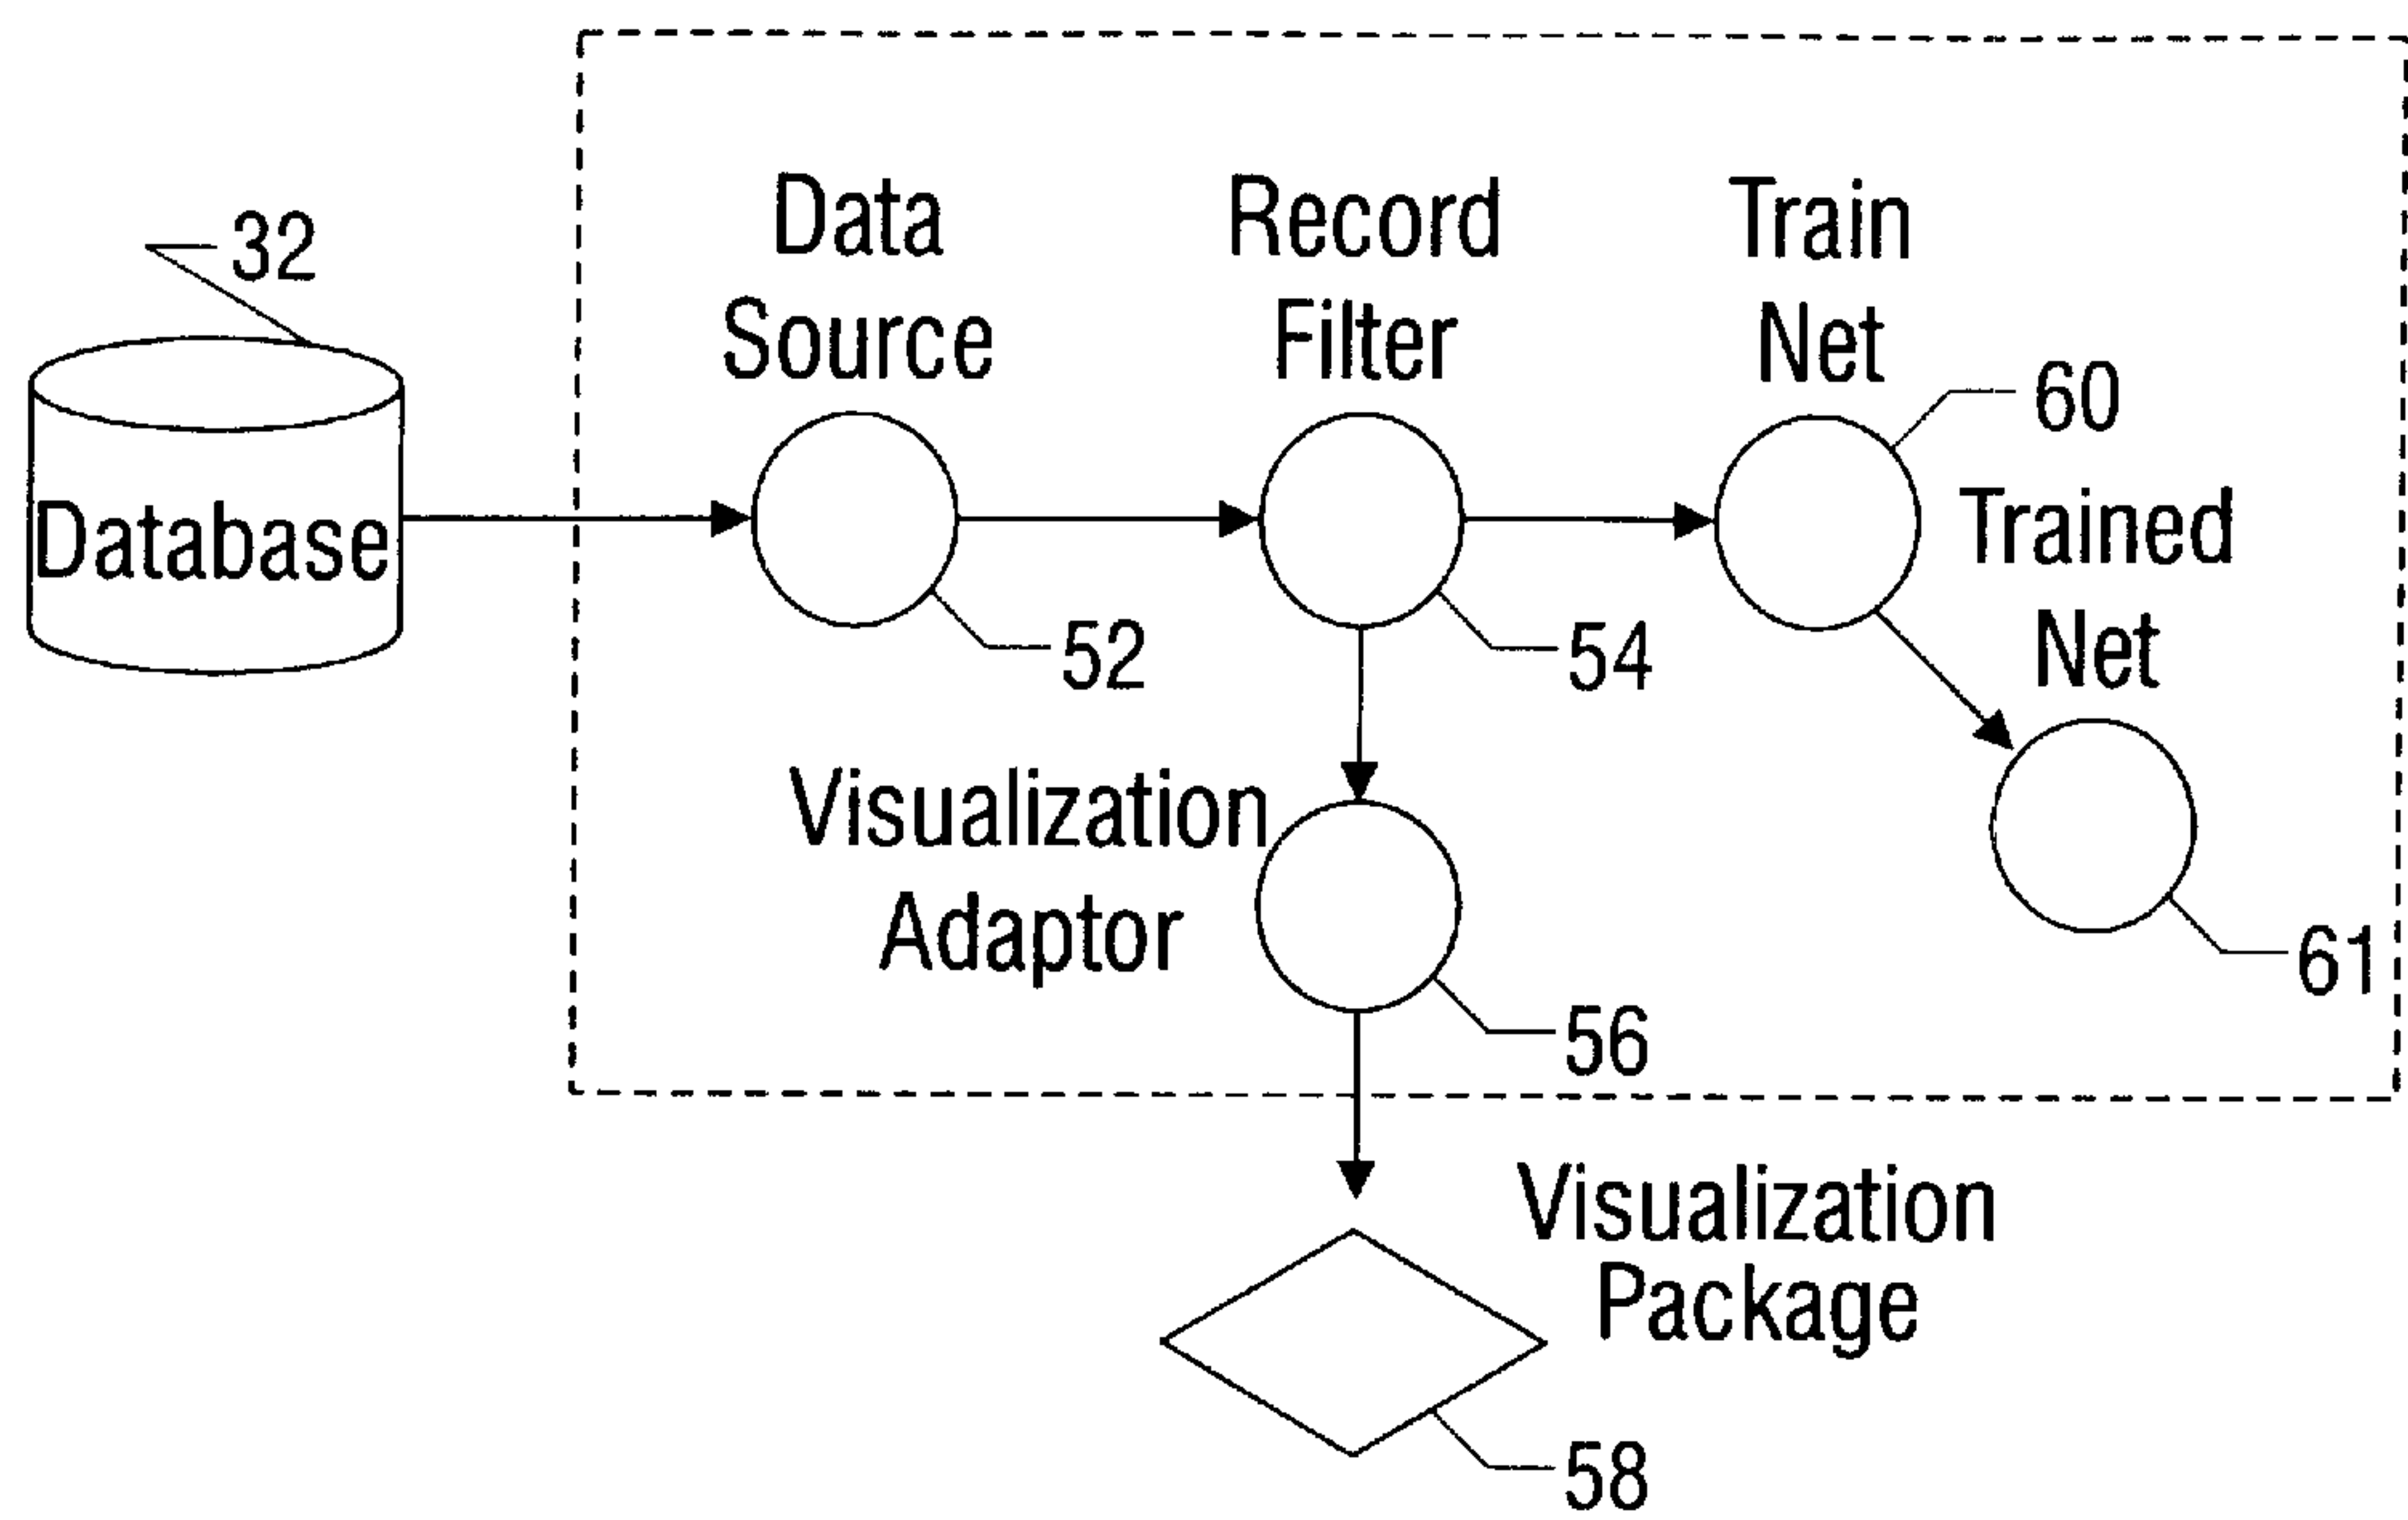 32
Database
Data
Source
52
Record
Filter
54
Train
Net
60
Trained
Net
61
Visualization
Adaptor
56
Visualization
Package
58